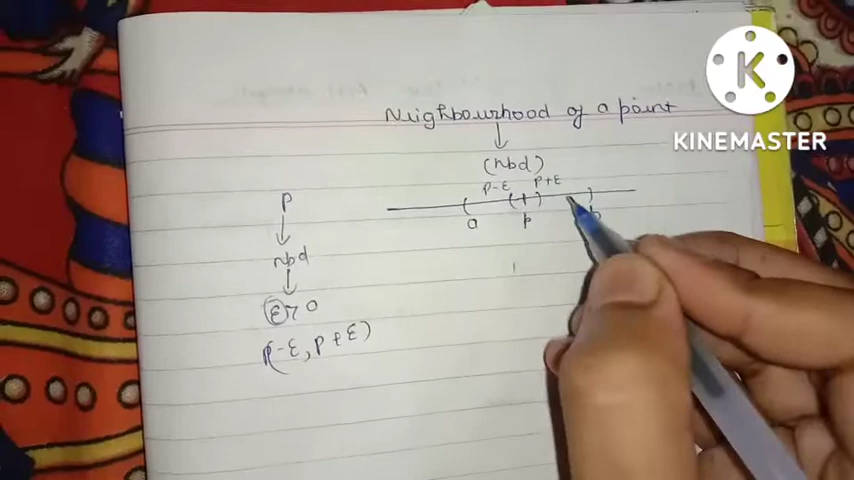 Neighbourhood of a point
(nbd)
p-ε p+ε
a p b
P
nbd
ε>0
(p-ε, p+ε)
KINEMASTER